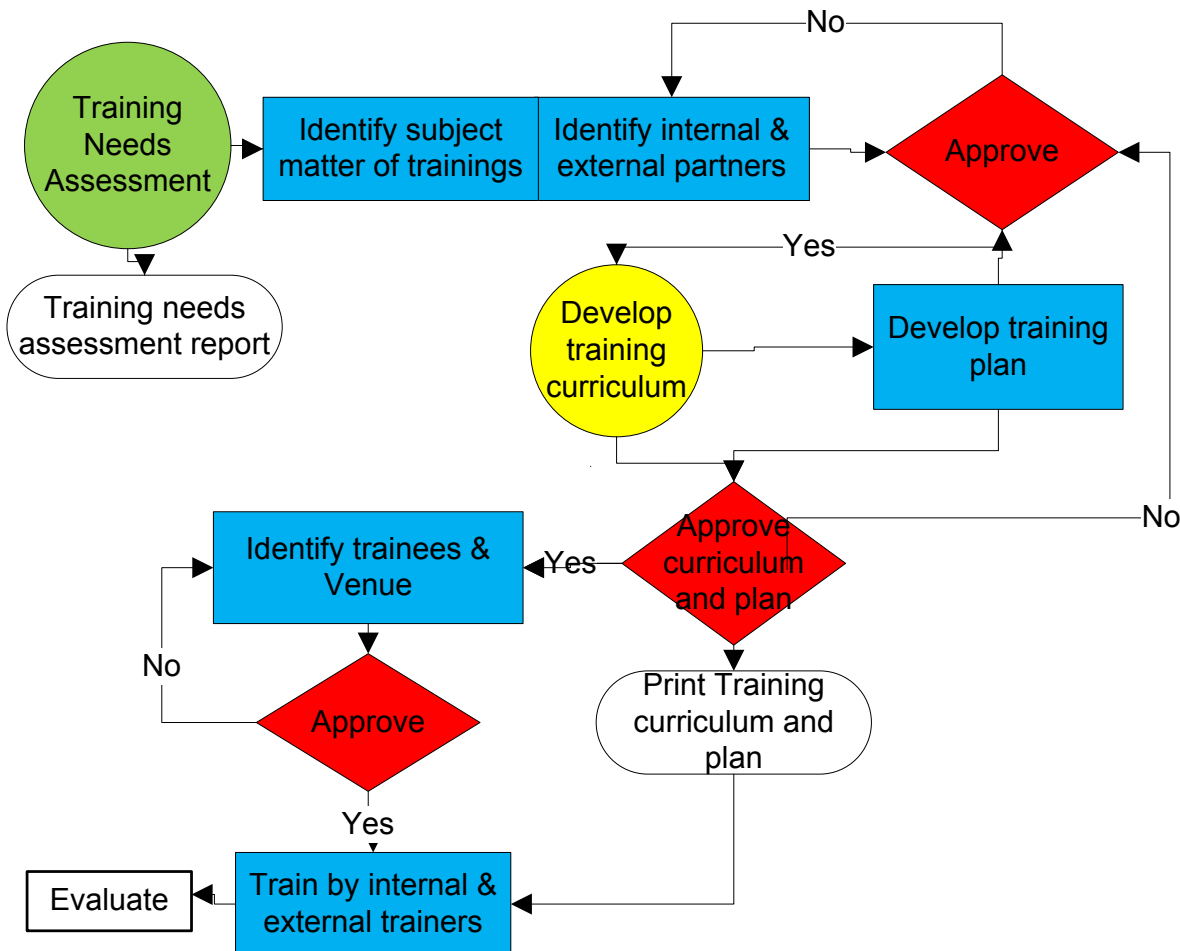 No
Training
Needs
Assessment
Identify subject
matter of trainings
Identify internal &
external partners
Approve
Yes
Training needs
assessment report
Develop
training
curriculum
Develop training
plan
No
Approve
curriculum
and plan
Yes
Identify trainees &
Venue
No
Approve
Print Training
curriculum and
plan
Yes
Train by internal &
external trainers
Evaluate